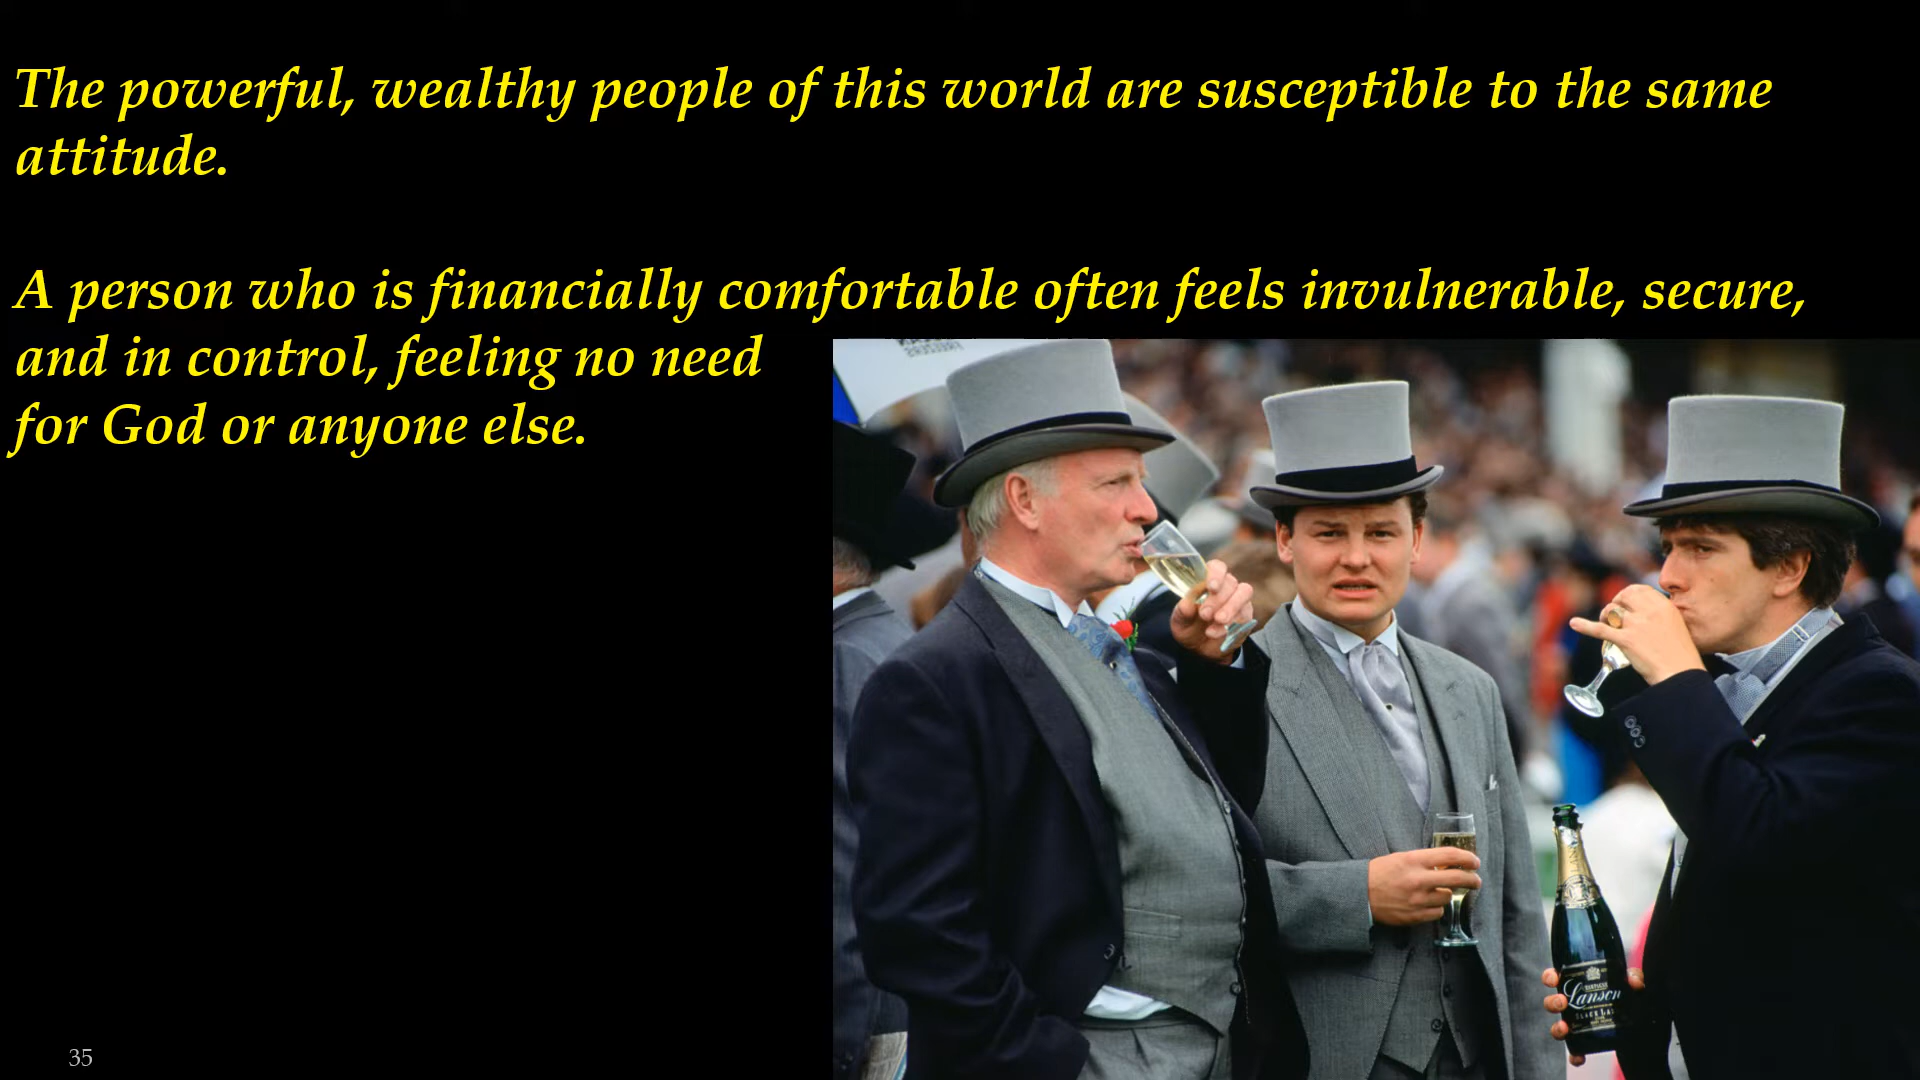 The powerful, wealthy people of this world are susceptible to the same
attitude.
A person who is financially comfortable often feels invulnerable, secure,
and in control, feeling no need
for God or anyone else.
Lanson
35